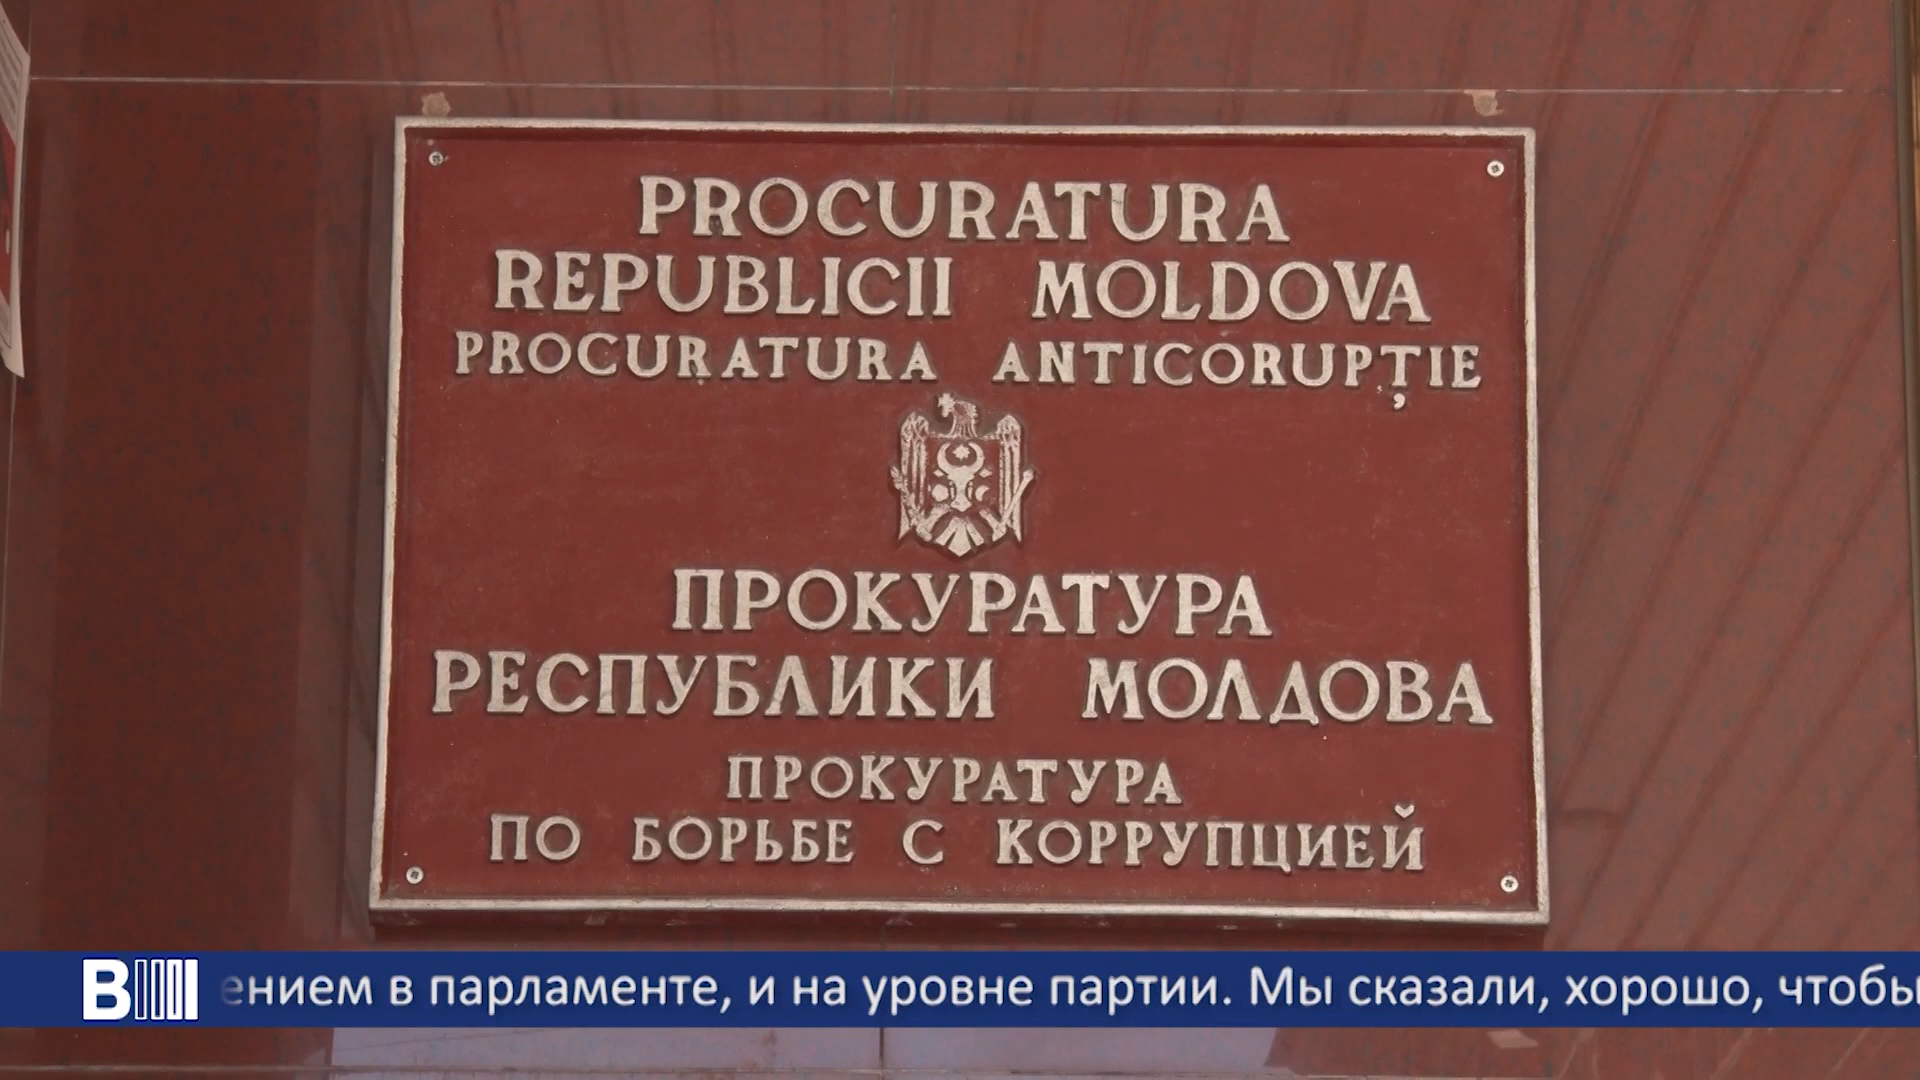 PROCURATURA
REPUBLICII MOLDOVA
PROCURATURA ANTICORUPȚIE
ПРОКУРАТУРА
РЕСПУБЛИКИ МОЛДОВА
ПРОКУРАТУРА
ПО БОРЬБЕ С КОРРУПЦИЕЙ
B ением в парламенте, и на уровне партии. Мы сказали, хорошо, чтобы